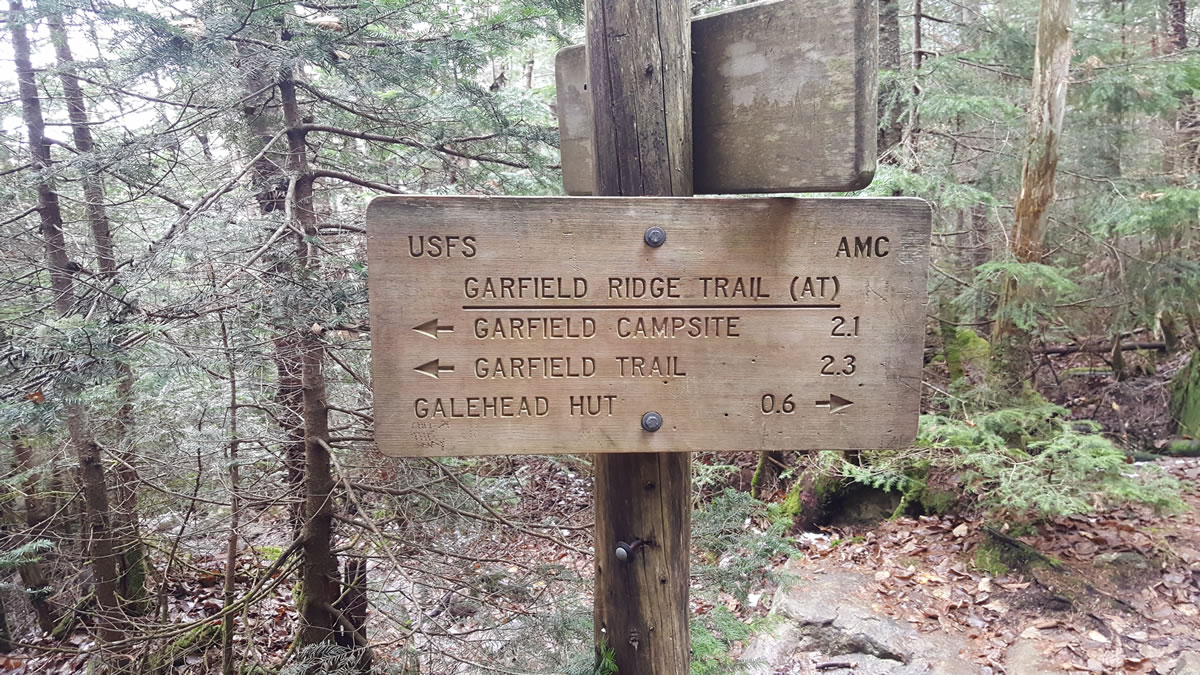 USFS AMC
GARFIELD RIDGE TRAIL (AT)
GARFIELD CAMPSITE 2.1
GARFIELD TRAIL 2.3
GALEHEAD HUT 0.6